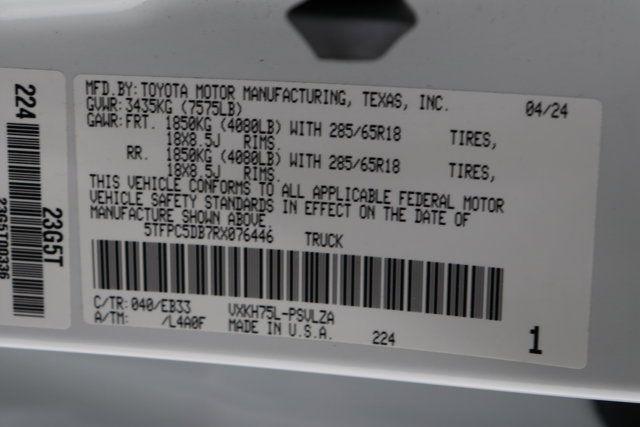 MFD.BY:TOYOTA MOTOR MANUFACTURING, TEXAS, INC. 04/24
GVWR: 3435KG (7575LB)
GAWR:FRT. 1850KG (4080LB) WITH 285/65R18 TIRES,
18X8.5J RIMS.
RR. 1850KG (4080LB) WITH 285/65R18 TIRES,
18X8.5J RIMS.
THIS VEHICLE CONFORMS TO ALL APPLICABLE FEDERAL MOTOR
VEHICLE SAFETY STANDARDS IN EFFECT ON THE DATE OF
MANUFACTURE SHOWN ABOVE.
5TFPC5DB7RX076446 TRUCK
C/TR:040/EB33 VXKH75L-PSVLZA
A/TM: /L4A0F MADE IN U.S.A. 224 1
224
23G5T